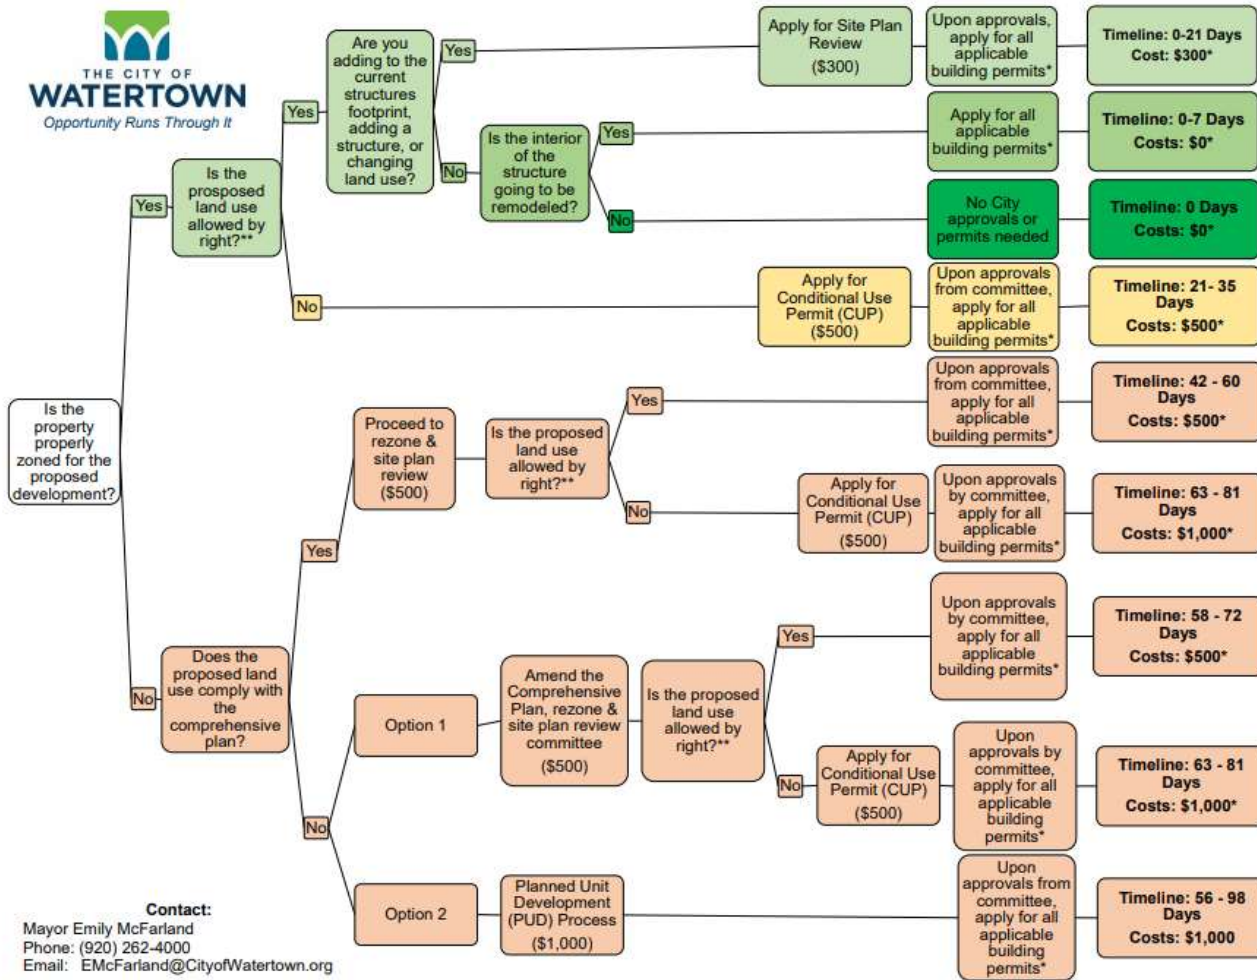 THE CITY OF
WATERTOWN
Opportunity Runs Through It
Is the
property
properly
zoned for the
proposed
development?
Yes
Is the
prosposed
land use
allowed by
right?**
Yes
Are you
adding to the
current
structures
footprint,
adding a
structure, or
changing
land use?
Yes
Apply for Site Plan
Review
($300)
Upon approvals,
apply for all
applicable
building permits*
Timeline: 0-21 Days
Cost: $300*
No
Is the interior
of the
structure
going to be
remodeled?
Yes
Apply for all
applicable
building permits*
Timeline: 0-7 Days
Costs: $0*
No
No City
approvals or
permits needed
Timeline: 0 Days
Costs: $0*
No
Apply for
Conditional Use
Permit (CUP)
($500)
Upon approvals
from committee,
apply for all
applicable
building permits*
Timeline: 21- 35
Days
Costs: $500*
No
Does the
proposed land
use comply with
the
comprehensive
plan?
Yes
Proceed to
rezone &
site plan
review
($500)
Is the proposed
land use
allowed by
right?**
Yes
Upon approvals
from committee,
apply for all
applicable
building permits*
Timeline: 42 - 60
Days
Costs: $500*
No
Apply for
Conditional Use
Permit (CUP)
($500)
Upon approvals
by committee,
apply for all
applicable
building permits*
Timeline: 63 - 81
Days
Costs: $1,000*
No
Option 1
Amend the
Comprehensive
Plan, rezone &
site plan review
committee
($500)
Is the proposed
land use
allowed by
right?**
Yes
Upon approvals
by committee,
apply for all
applicable
building permits*
Timeline: 58 - 72
Days
Costs: $500*
No
Apply for
Conditional Use
Permit (CUP)
($500)
Upon
approvals by
committee,
apply for all
applicable
building
permits*
Timeline: 63 - 81
Days
Costs: $1,000*
Option 2
Planned Unit
Development
(PUD) Process
($1,000)
Upon
approvals from
committee,
apply for all
applicable
building
permits*
Timeline: 56 - 98
Days
Costs: $1,000
Contact:
Mayor Emily McFarland
Phone: (920) 262-4000
Email: EMcFarland@CityofWatertown.org